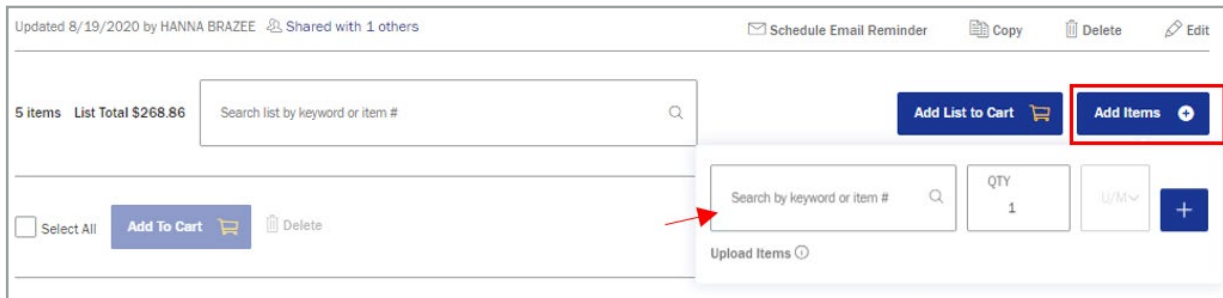 Updated 8/19/2020 by HANNA BRAZEE Shared with 1 others Schedule Email Reminder Copy Delete Edit
5 items List Total $268.86 Search list by keyword or item # Add List to Cart Add Items
Search by keyword or item # QTY 1 U/M
Select All Add To Cart Delete
Upload Items